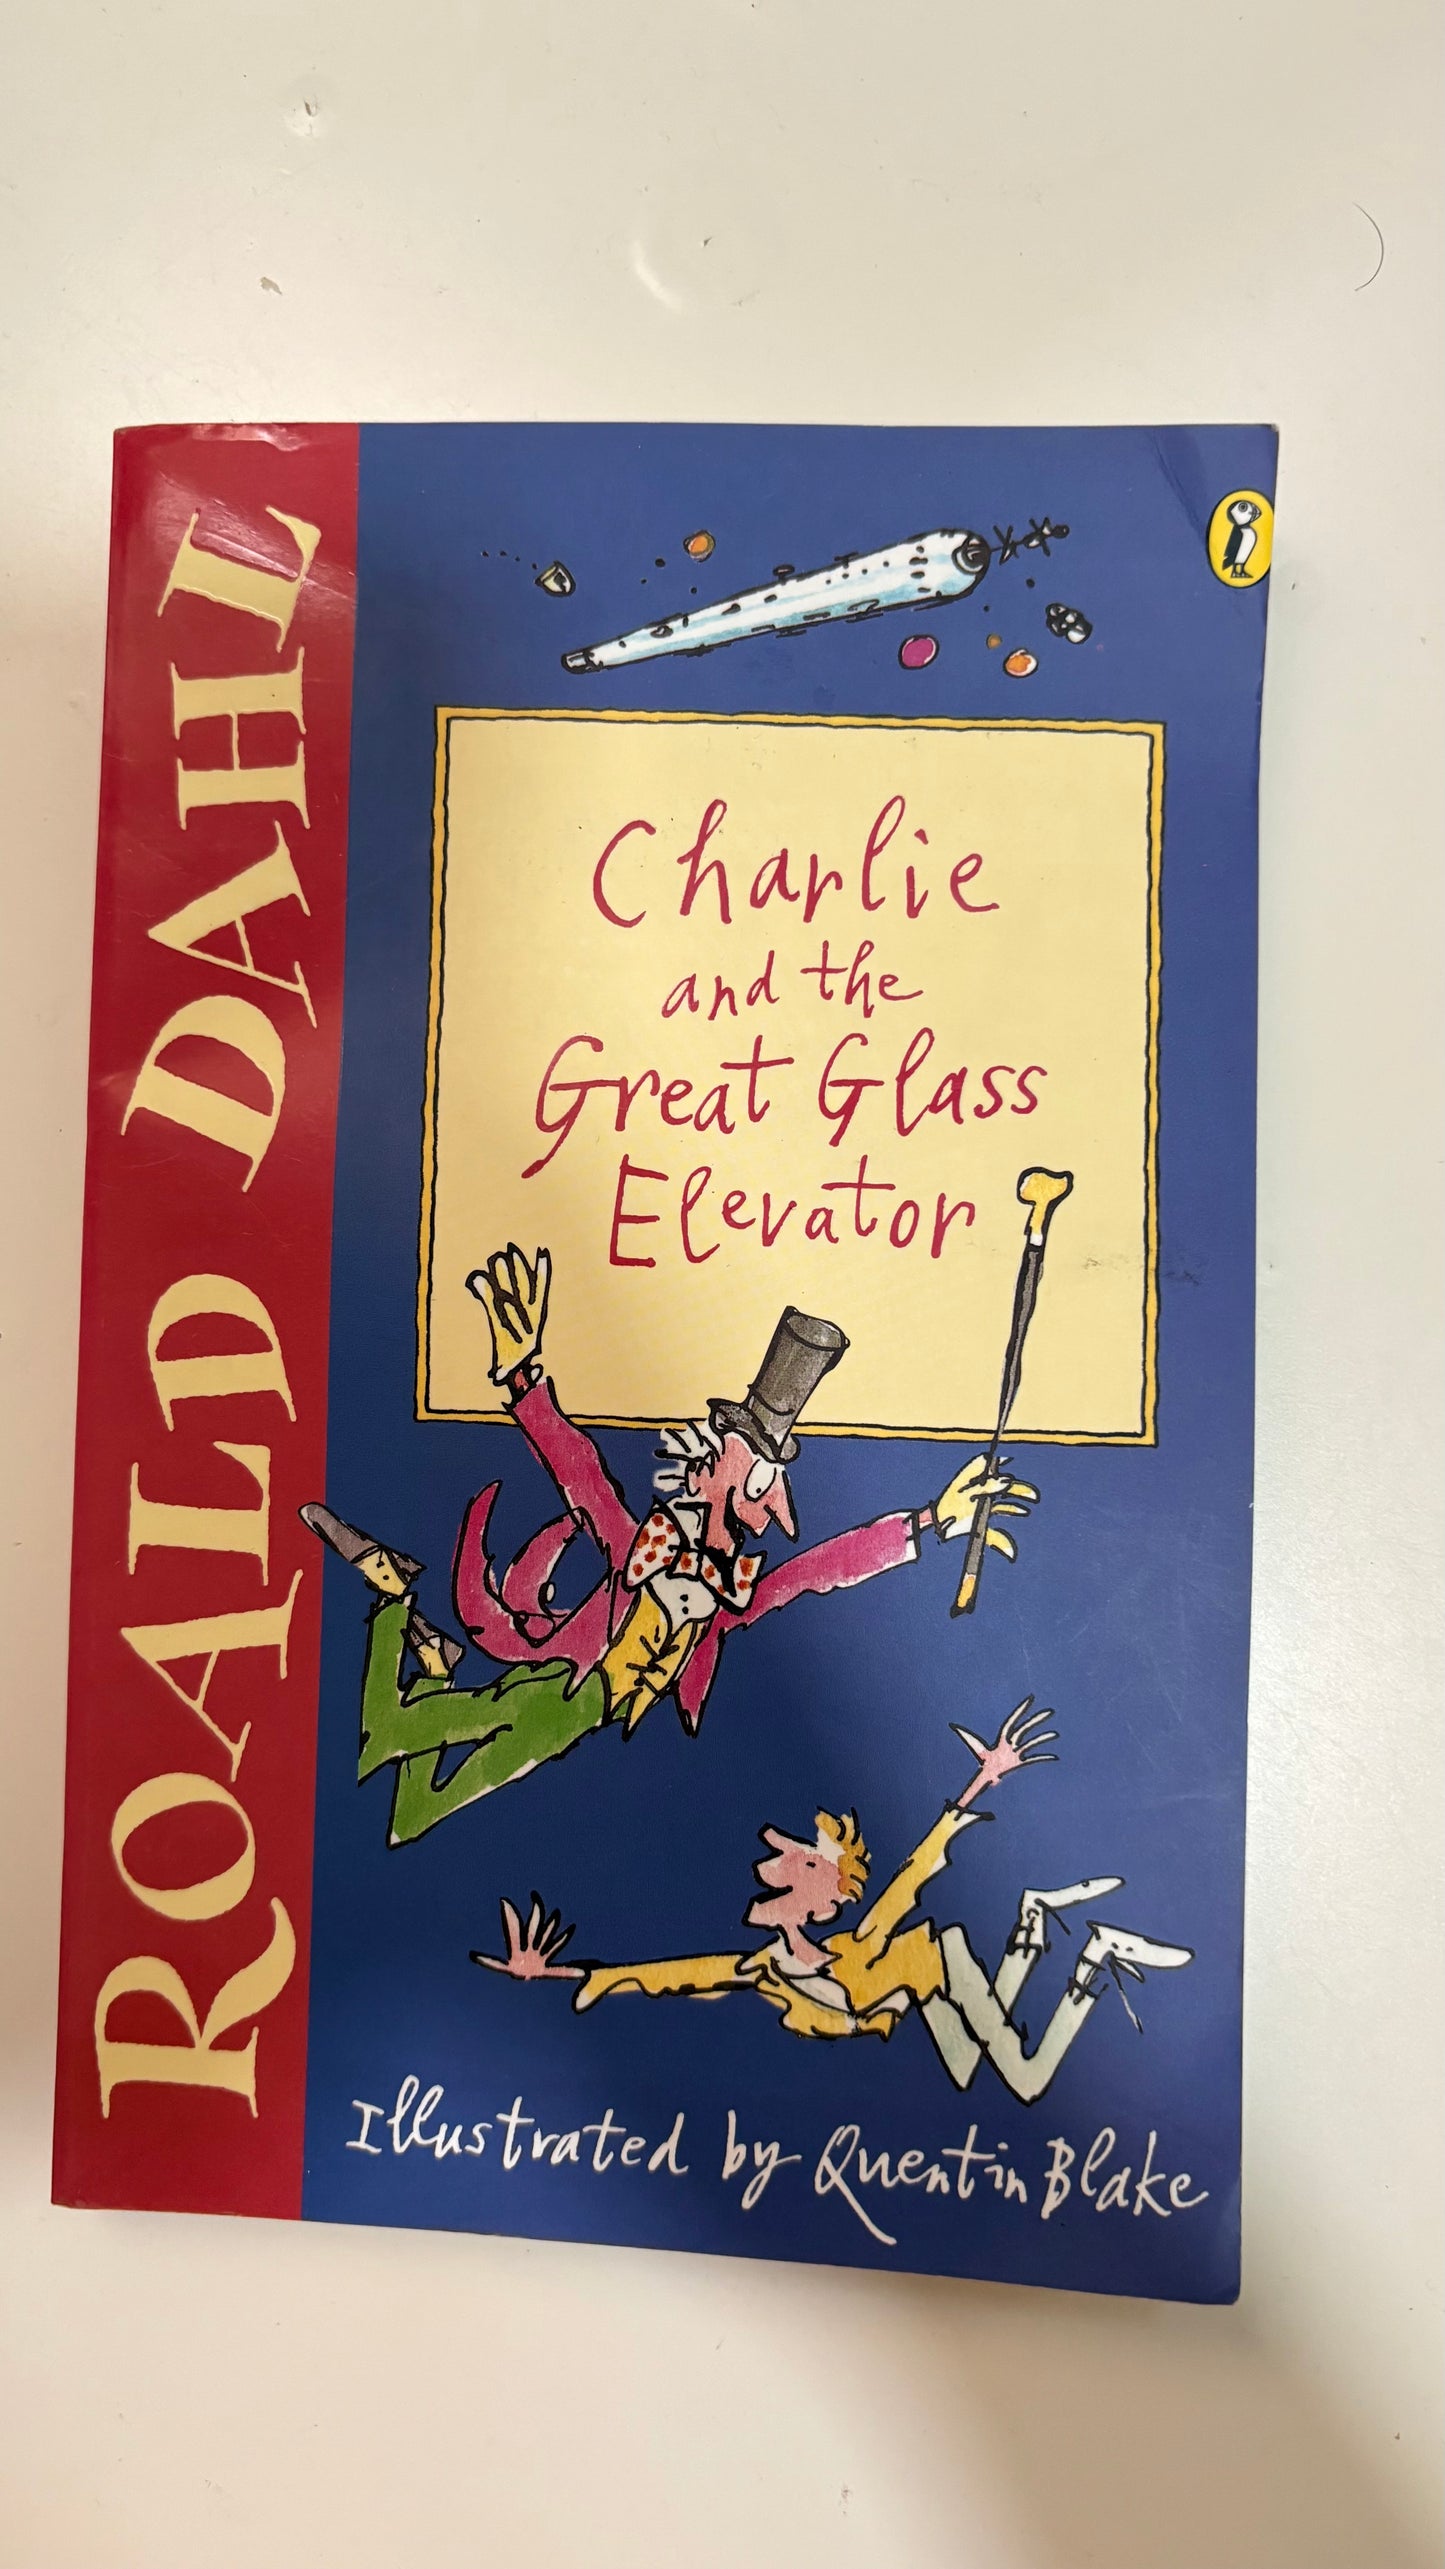 ROALD DAHL
Charlie
and the
Great Glass
Elevator
Illustrated by Quentin Blake